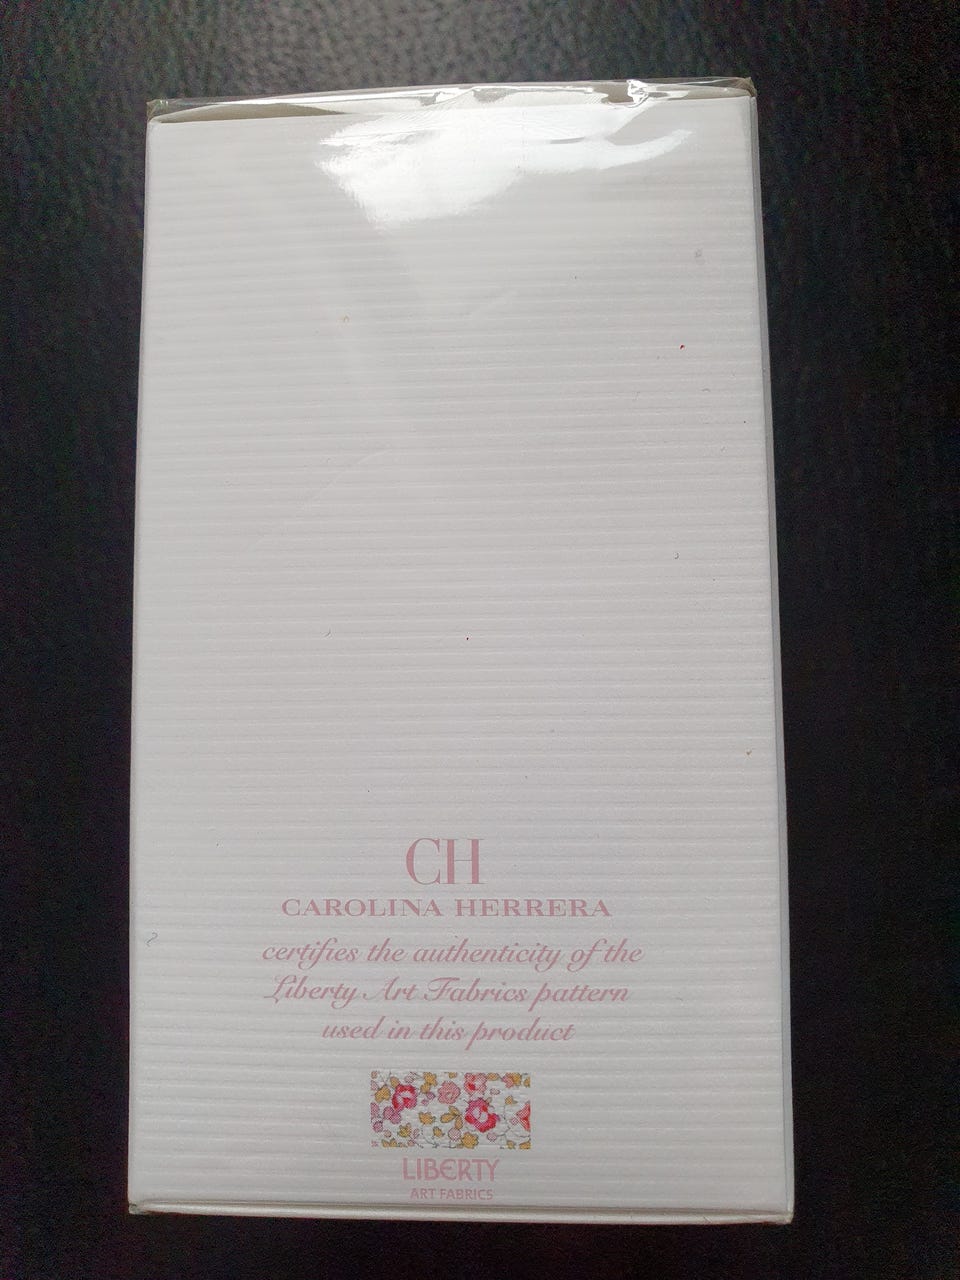 CH
CAROLINA HERRERA
certifies the authenticity of the
Liberty Art Fabrics pattern
used in this product
LIBERTY
ART FABRICS